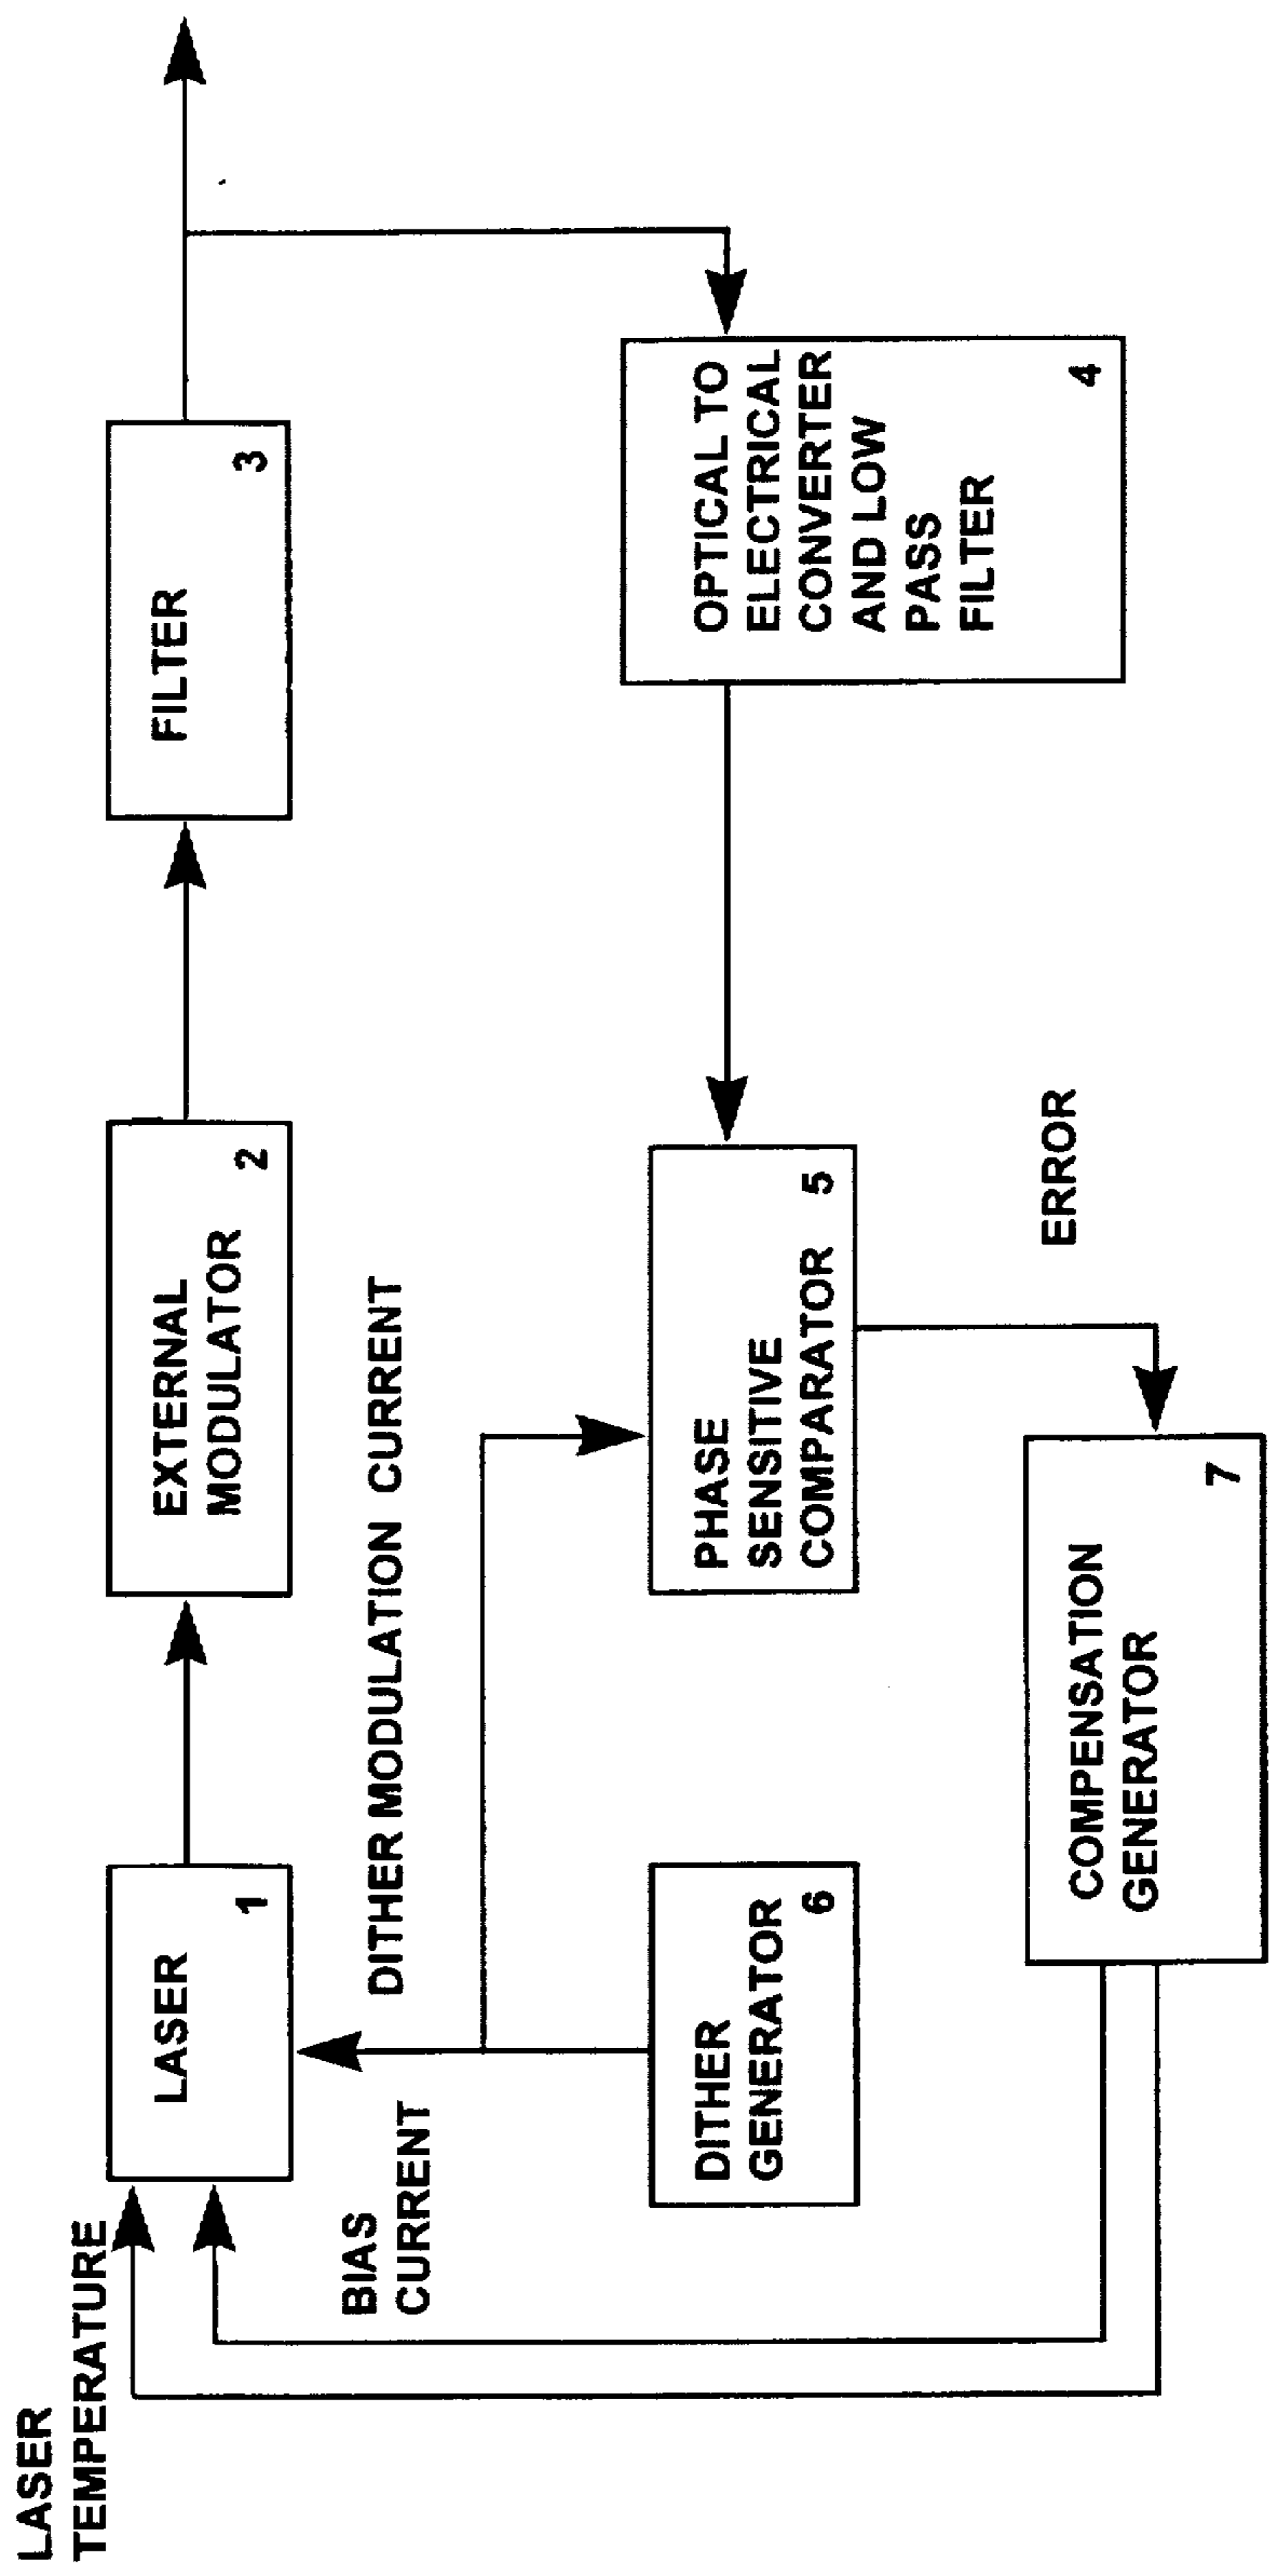 LASER
TEMPERATURE
LASER
1
EXTERNAL
MODULATOR
2
FILTER
3
BIAS
CURRENT
DITHER MODULATION CURRENT
DITHER
GENERATOR
6
PHASE
SENSITIVE
COMPARATOR 5
OPTICAL TO
ELECTRICAL
CONVERTER
AND LOW
PASS
FILTER
4
ERROR
COMPENSATION
GENERATOR
7